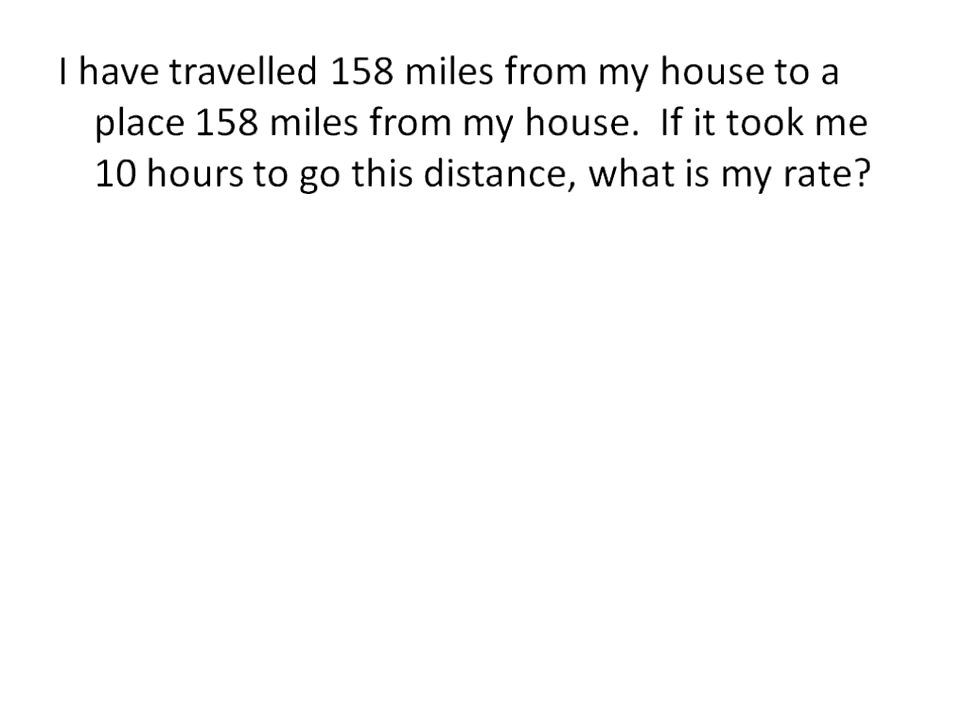 I have travelled 158 miles from my house to a
place 158 miles from my house.  If it took me
10 hours to go this distance, what is my rate?